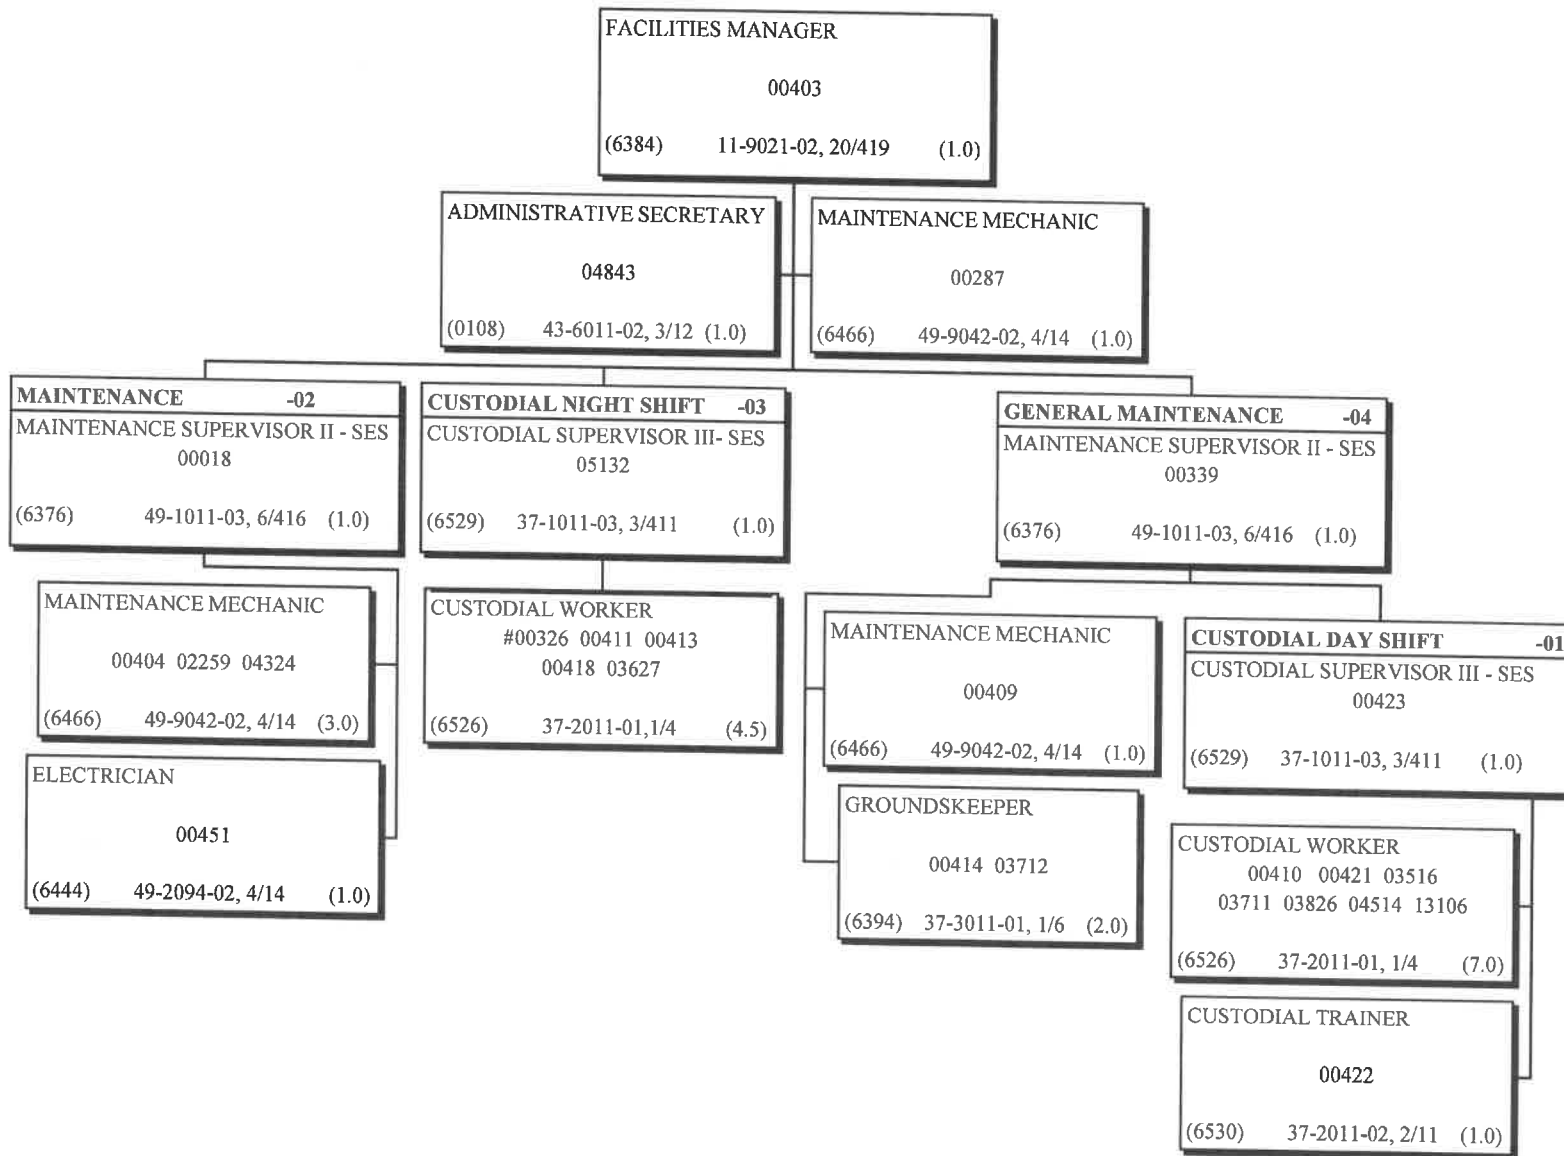 FACILITIES MANAGER
00403
(6384) 11-9021-02, 20/419 (1.0)
ADMINISTRATIVE SECRETARY
04843
(0108) 43-6011-02, 3/12 (1.0)
MAINTENANCE MECHANIC
00287
(6466) 49-9042-02, 4/14 (1.0)
MAINTENANCE -02
MAINTENANCE SUPERVISOR II - SES
00018
(6376) 49-1011-03, 6/416 (1.0)
CUSTODIAL NIGHT SHIFT -03
CUSTODIAL SUPERVISOR III- SES
05132
(6529) 37-1011-03, 3/411 (1.0)
GENERAL MAINTENANCE -04
MAINTENANCE SUPERVISOR II - SES
00339
(6376) 49-1011-03, 6/416 (1.0)
MAINTENANCE MECHANIC
00404 02259 04324
(6466) 49-9042-02, 4/14 (3.0)
ELECTRICIAN
00451
(6444) 49-2094-02, 4/14 (1.0)
CUSTODIAL WORKER
#00326 00411 00413
00418 03627
(6526) 37-2011-01,1/4 (4.5)
MAINTENANCE MECHANIC
00409
(6466) 49-9042-02, 4/14 (1.0)
GROUNDSKEEPER
00414 03712
(6394) 37-3011-01, 1/6 (2.0)
CUSTODIAL DAY SHIFT -01
CUSTODIAL SUPERVISOR III - SES
00423
(6529) 37-1011-03, 3/411 (1.0)
CUSTODIAL WORKER
00410 00421 03516
03711 03826 04514 13106
(6526) 37-2011-01, 1/4 (7.0)
CUSTODIAL TRAINER
00422
(6530) 37-2011-02, 2/11 (1.0)